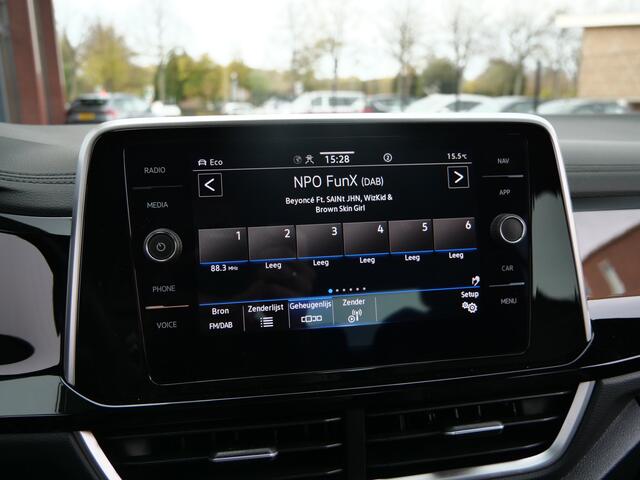 RADIO
MEDIA
PHONE
VOICE
Eco
15:28
2
15.5°C
NPO FunX (DAB)
Beyoncé Ft. SAINt JHN, WizKid &
Brown Skin Girl
1 2 3 4 5 6
88.3 MHz Leeg Leeg Leeg Leeg Leeg
Bron
FM/DAB
Zenderlijst
Geheugenlijs
Zender
Setup
NAV
APP
CAR
MENU